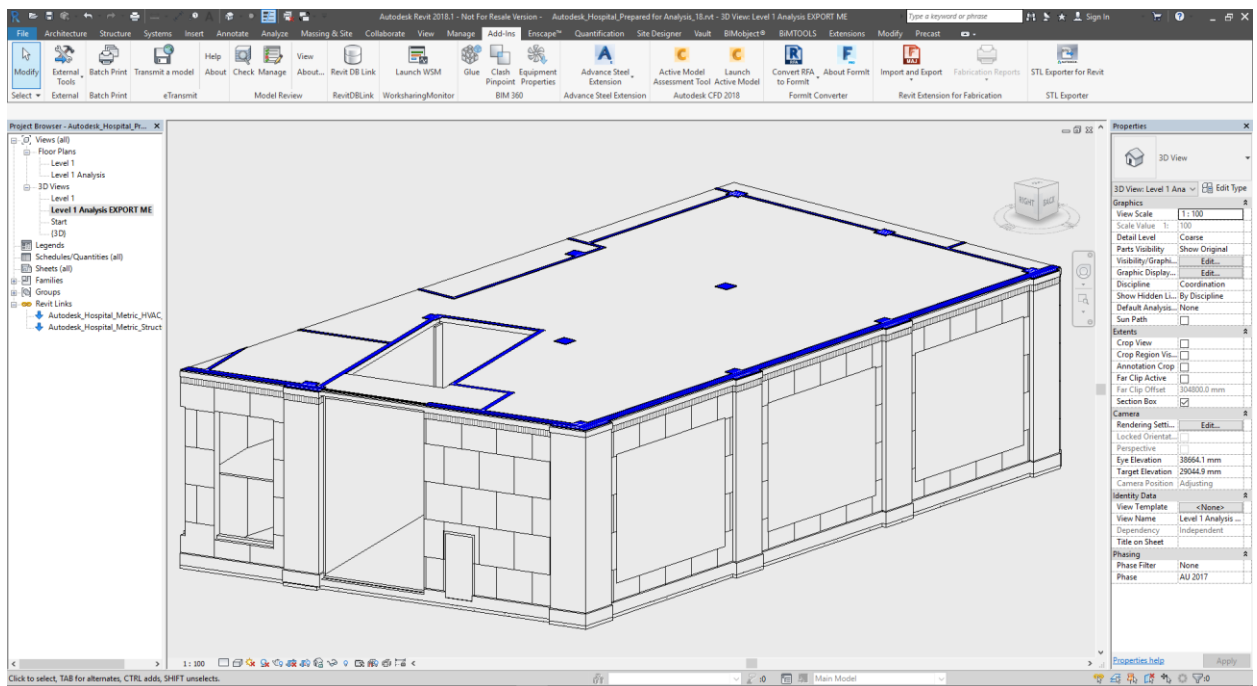 Autodesk Revit 2018.1 - Not For Resale Version - Autodesk_Hospital_Prepared for Analysis_18.rvt - 3D View: Level 1 Analysis EXPORT ME
Type a keyword or phrase
Sign In
File Architecture Structure Systems Insert Annotate Analyze Massing & Site Collaborate View Manage Add-Ins Enscape™ Quantification Site Designer Vault BIMobject® BiMTOOLS Extensions Modify Precast
Modify
External Tools
Batch Print
Transmit a model
Help About
Check
Manage
View About...
Revit DB Link
Launch WSM
Glue
Clash Pinpoint
Equipment Properties
Advance Steel Extension
Active Model Assessment Tool
Launch Active Model
Convert RFA to FormIt
About FormIt
Import and Export
Fabrication Reports
STL Exporter for Revit
Select External Batch Print eTransmit Model Review RevitDBLink WorksharingMonitor BIM 360 Advance Steel Extension Autodesk CFD 2018 FormIt Converter Revit Extension for Fabrication STL Exporter
Project Browser - Autodesk_Hospital_Pr...
Views (all)
Floor Plans
Level 1
Level 1 Analysis
3D Views
Level 1
Level 1 Analysis EXPORT ME
Start
{3D}
Legends
Schedules/Quantities (all)
Sheets (all)
Families
Groups
Revit Links
Autodesk_Hospital_Metric_HVAC,
Autodesk_Hospital_Metric_Struct
RIGHT
BACK
Properties
3D View
3D View: Level 1 Ana
Edit Type
Graphics
View Scale 1 : 100
Scale Value 1: 100
Detail Level Coarse
Parts Visibility Show Original
Visibility/Graphi... Edit...
Graphic Display... Edit...
Discipline Coordination
Show Hidden Li... By Discipline
Default Analysis... None
Sun Path
Extents
Crop View
Crop Region Vis...
Annotation Crop
Far Clip Active
Far Clip Offset 304800.0 mm
Section Box
Camera
Rendering Setti... Edit...
Locked Orientat...
Perspective
Eye Elevation 38664.1 mm
Target Elevation 29044.9 mm
Camera Position Adjusting
Identity Data
View Template <None>
View Name Level 1 Analysis ...
Dependency Independent
Title on Sheet
Phasing
Phase Filter None
Phase AU 2017
Properties help
Apply
1 : 100
Click to select, TAB for alternates, CTRL adds, SHIFT unselects.
:0
Main Model
:0